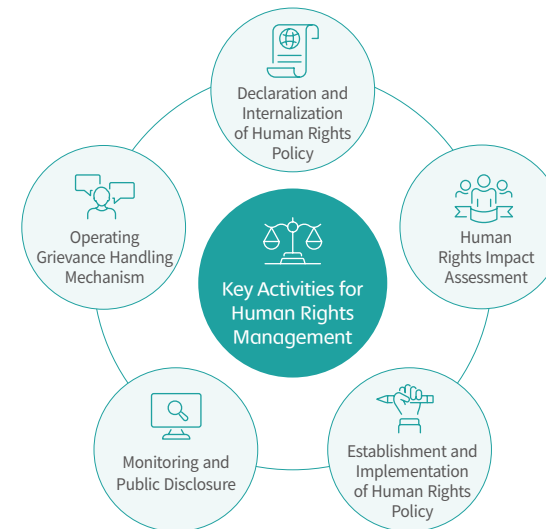 Declaration and
Internalization
of Human Rights
Policy
Human
Rights Impact
Assessment
Establishment and
Implementation
of Human Rights
Policy
Monitoring and
Public Disclosure
Operating
Grievance Handling
Mechanism
Key Activities for
Human Rights
Management